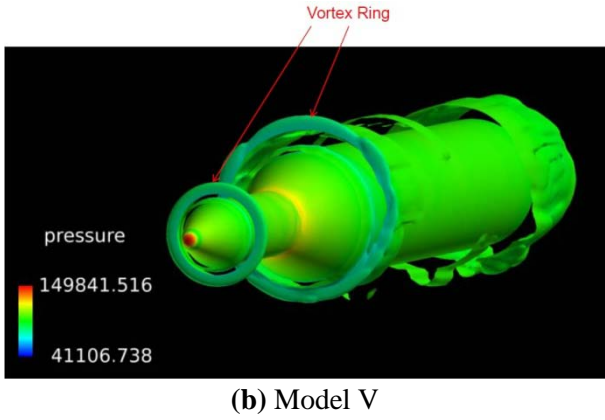 Vortex Ring
pressure
149841.516
41106.738
(b) Model V